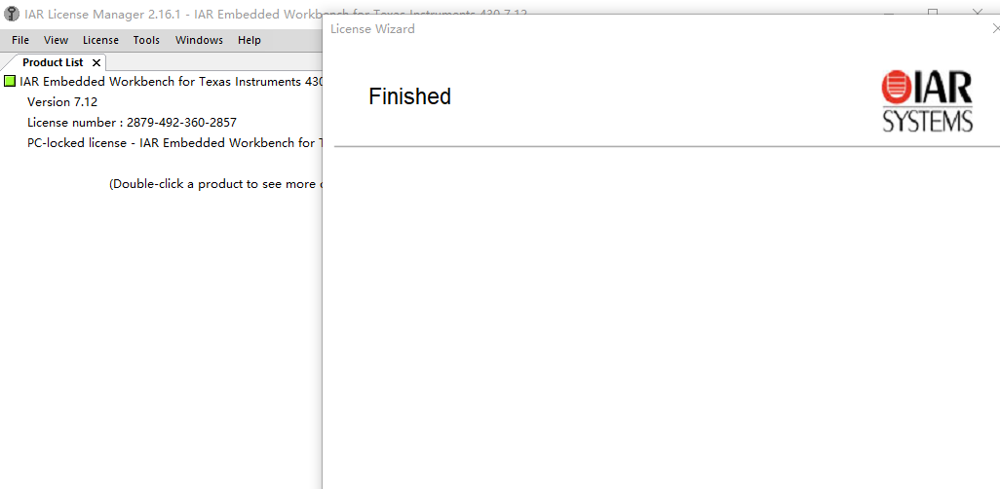 IAR License Manager 2.16.1 - IAR Embedded Workbench for Texas Instruments 430 7.12
File View License Tools Windows Help
Product List
IAR Embedded Workbench for Texas Instruments 430
Version 7.12
License number : 2879-492-360-2857
PC-locked license - IAR Embedded Workbench for
(Double-click a product to see more
License Wizard
Finished
IAR
SYSTEMS